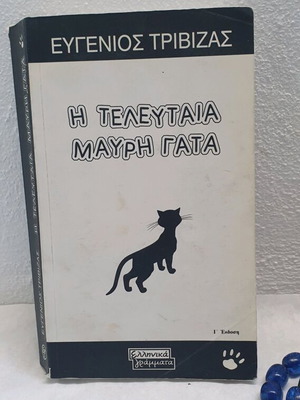 ΕΥΓΕΝΙΟΣ ΤΡΙΒΙΖΑΣ
Η ΤΕΛΕΥΤΑΙΑ
ΜΑΥΡΗ ΓΑΤΑ
Γ΄ Έκδοση
Ελληνικά
γράμματα
ΕΥΓΕΝΙΟΣ ΤΡΙΒΙΖΑΣ Η ΤΕΛΕΥΤΑΙΑ ΜΑΥΡΗ ΓΑΤΑ